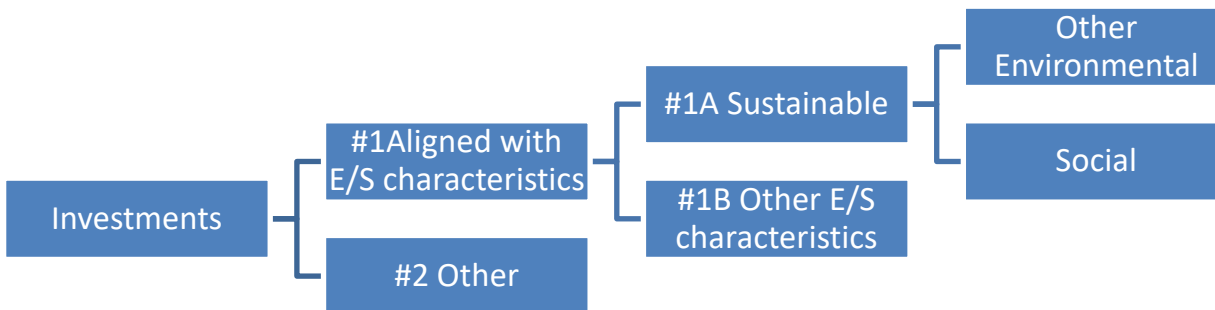 Investments
#1Aligned with
E/S characteristics
#2 Other
#1A Sustainable
#1B Other E/S
characteristics
Other
Environmental
Social